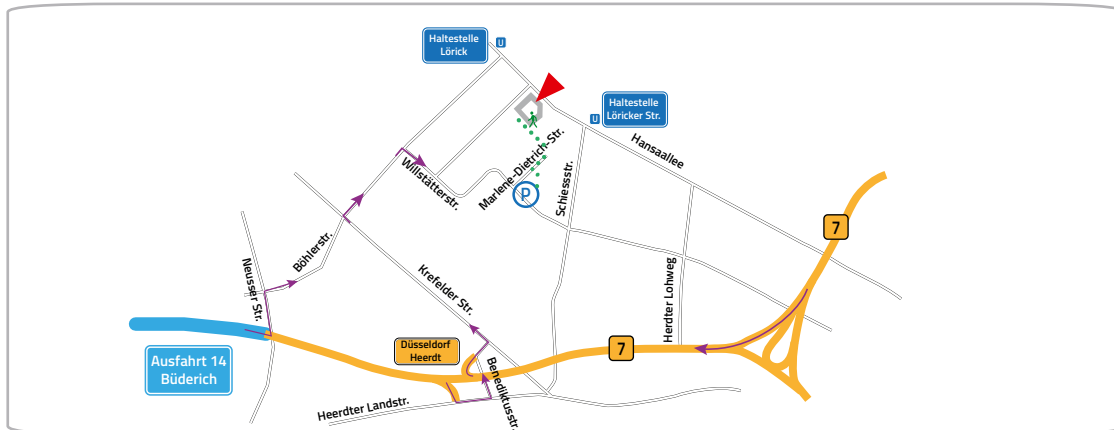 Haltestelle
Lörick
U
Haltestelle
Löricker Str.
U
Hansaallee
Marlene-Dietrich-Str.
Willstätterstr.
P
Schiessstr.
7
Böhlerstr.
Neusser Str.
Krefelder Str.
Herdter Lohweg
Düsseldorf
Heerdt
7
Ausfahrt 14
Büderich
Benediktusstr.
Heerdter Landstr.